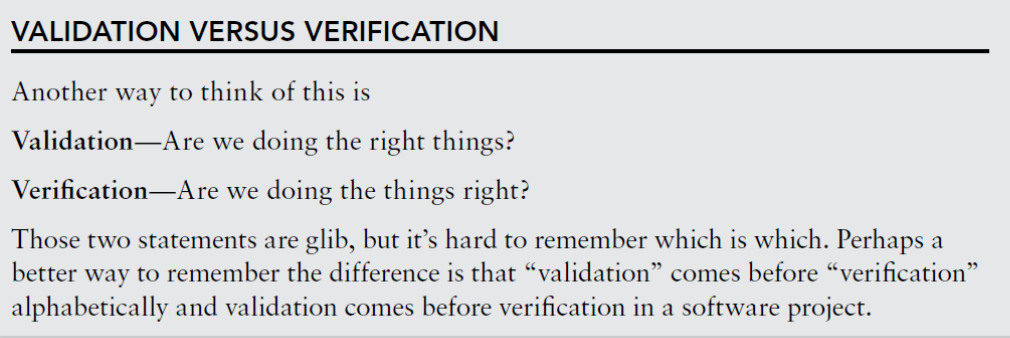 VALIDATION VERSUS VERIFICATION
Another way to think of this is
Validation—Are we doing the right things?
Verification—Are we doing the things right?
Those two statements are glib, but it’s hard to remember which is which. Perhaps a
better way to remember the difference is that “validation” comes before “verification”
alphabetically and validation comes before verification in a software project.